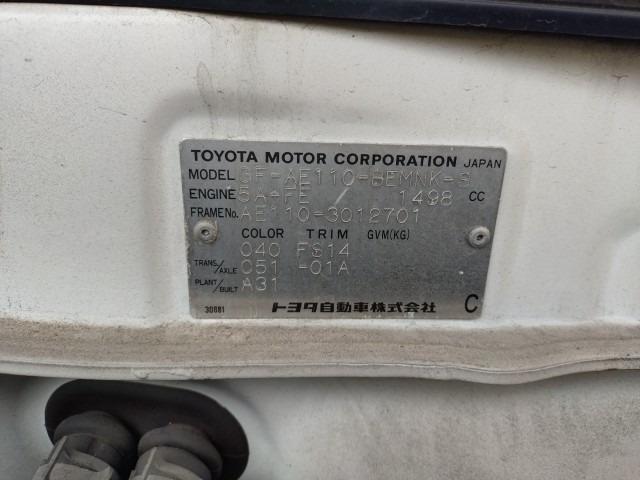 TOYOTA MOTOR CORPORATION JAPAN
MODEL GF-AE110-BEMNK-S
ENGINE 5A-FE 1498 CC
FRAME No. AE110-3012701
COLOR TRIM GVM(KG)
040 FS14
TRANS./AXLE C51 -01A
PLANT/BUILT A31
30681 トヨタ自動車株式会社 C